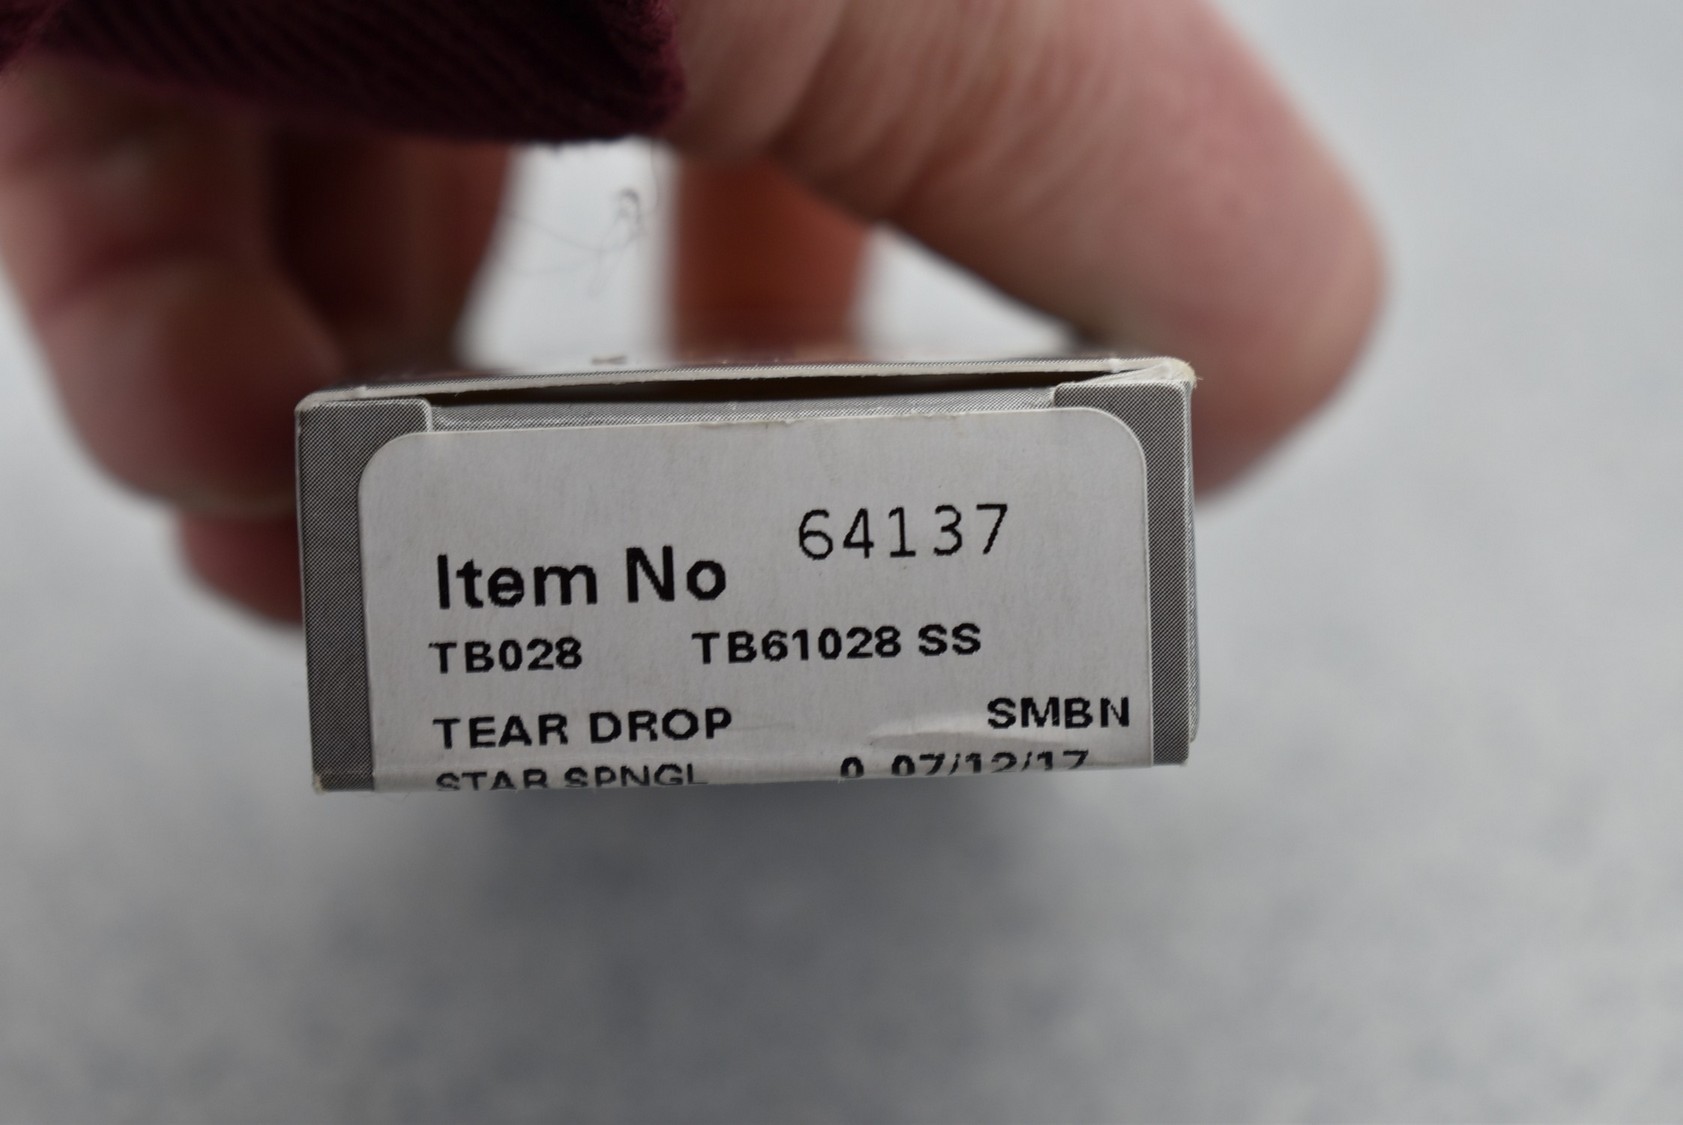 64137
Item No
TB028 TB61028 SS
TEAR DROP SMBN
STAR SPNGL 0 07/12/17